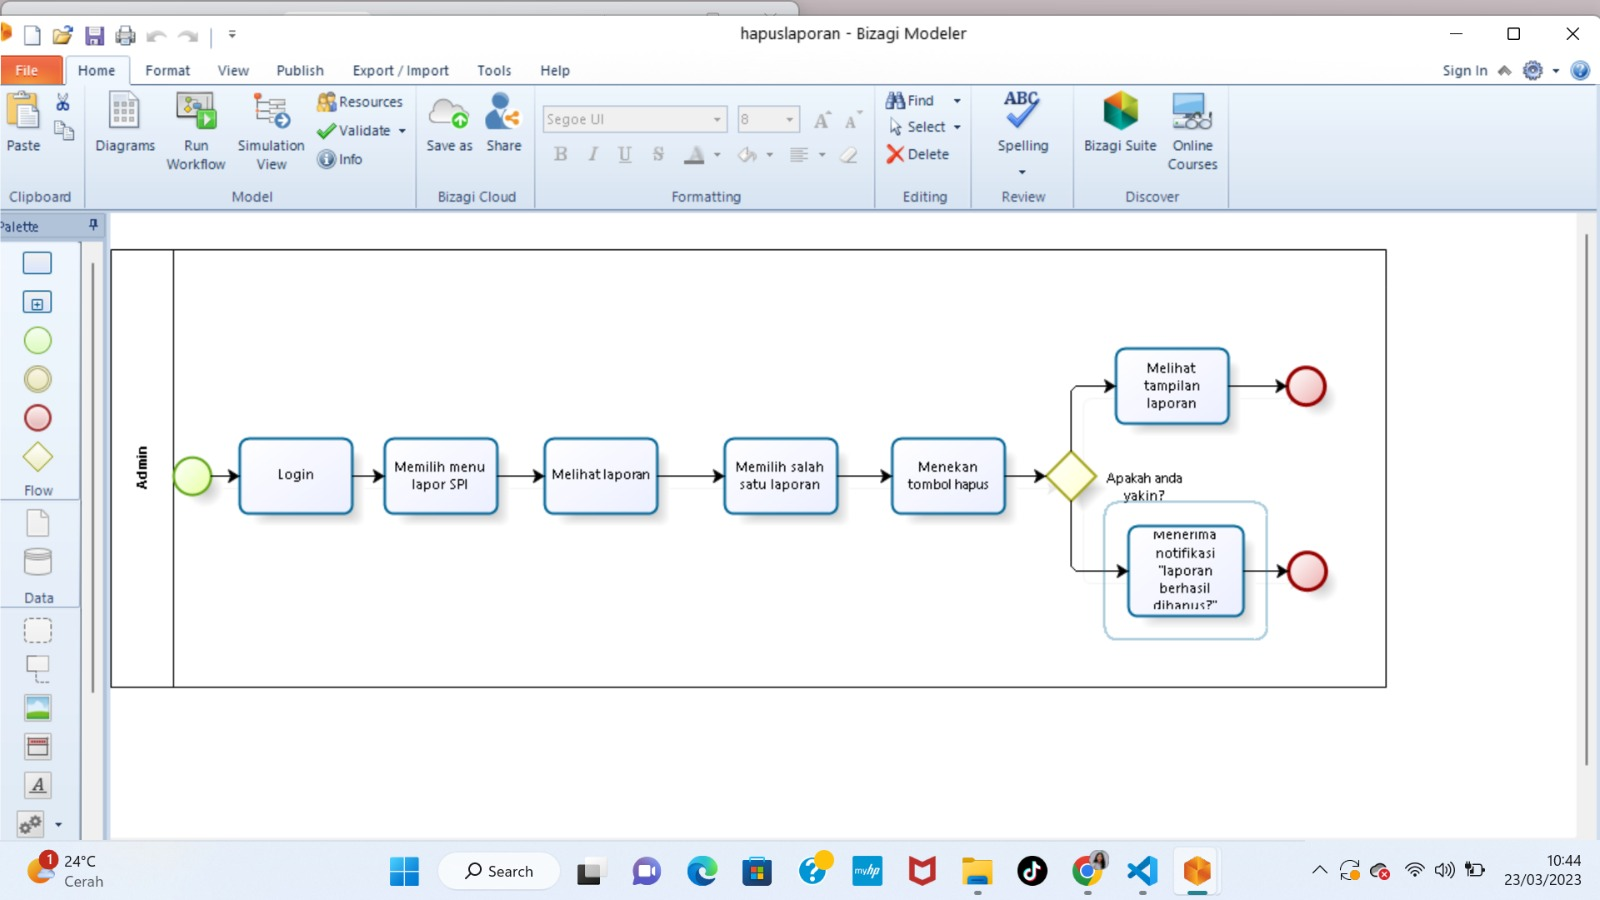 hapuslaporan - Bizagi Modeler
File Home Format View Publish Export / Import Tools Help Sign In
Paste
Clipboard
Diagrams
Run
Workflow
Simulation
View
Resources
Validate
Info
Model
Save as
Share
Bizagi Cloud
Segoe UI 8
B I U S A
Formatting
Find
Select
Delete
Editing
ABC
Spelling
Review
Bizagi Suite
Online
Courses
Discover
Palette
Flow
Data
A
Admin
Login
Memilih menu
lapor SPI
Melihat laporan
Memilih salah
satu laporan
Menekan
tombol hapus
Apakah anda
yakin?
Melihat
tampilan
laporan
Menerima
notifikasi
"laporan
berhasil
dihapus?"
1
24°C
Cerah
Search
myhp
10:44
23/03/2023